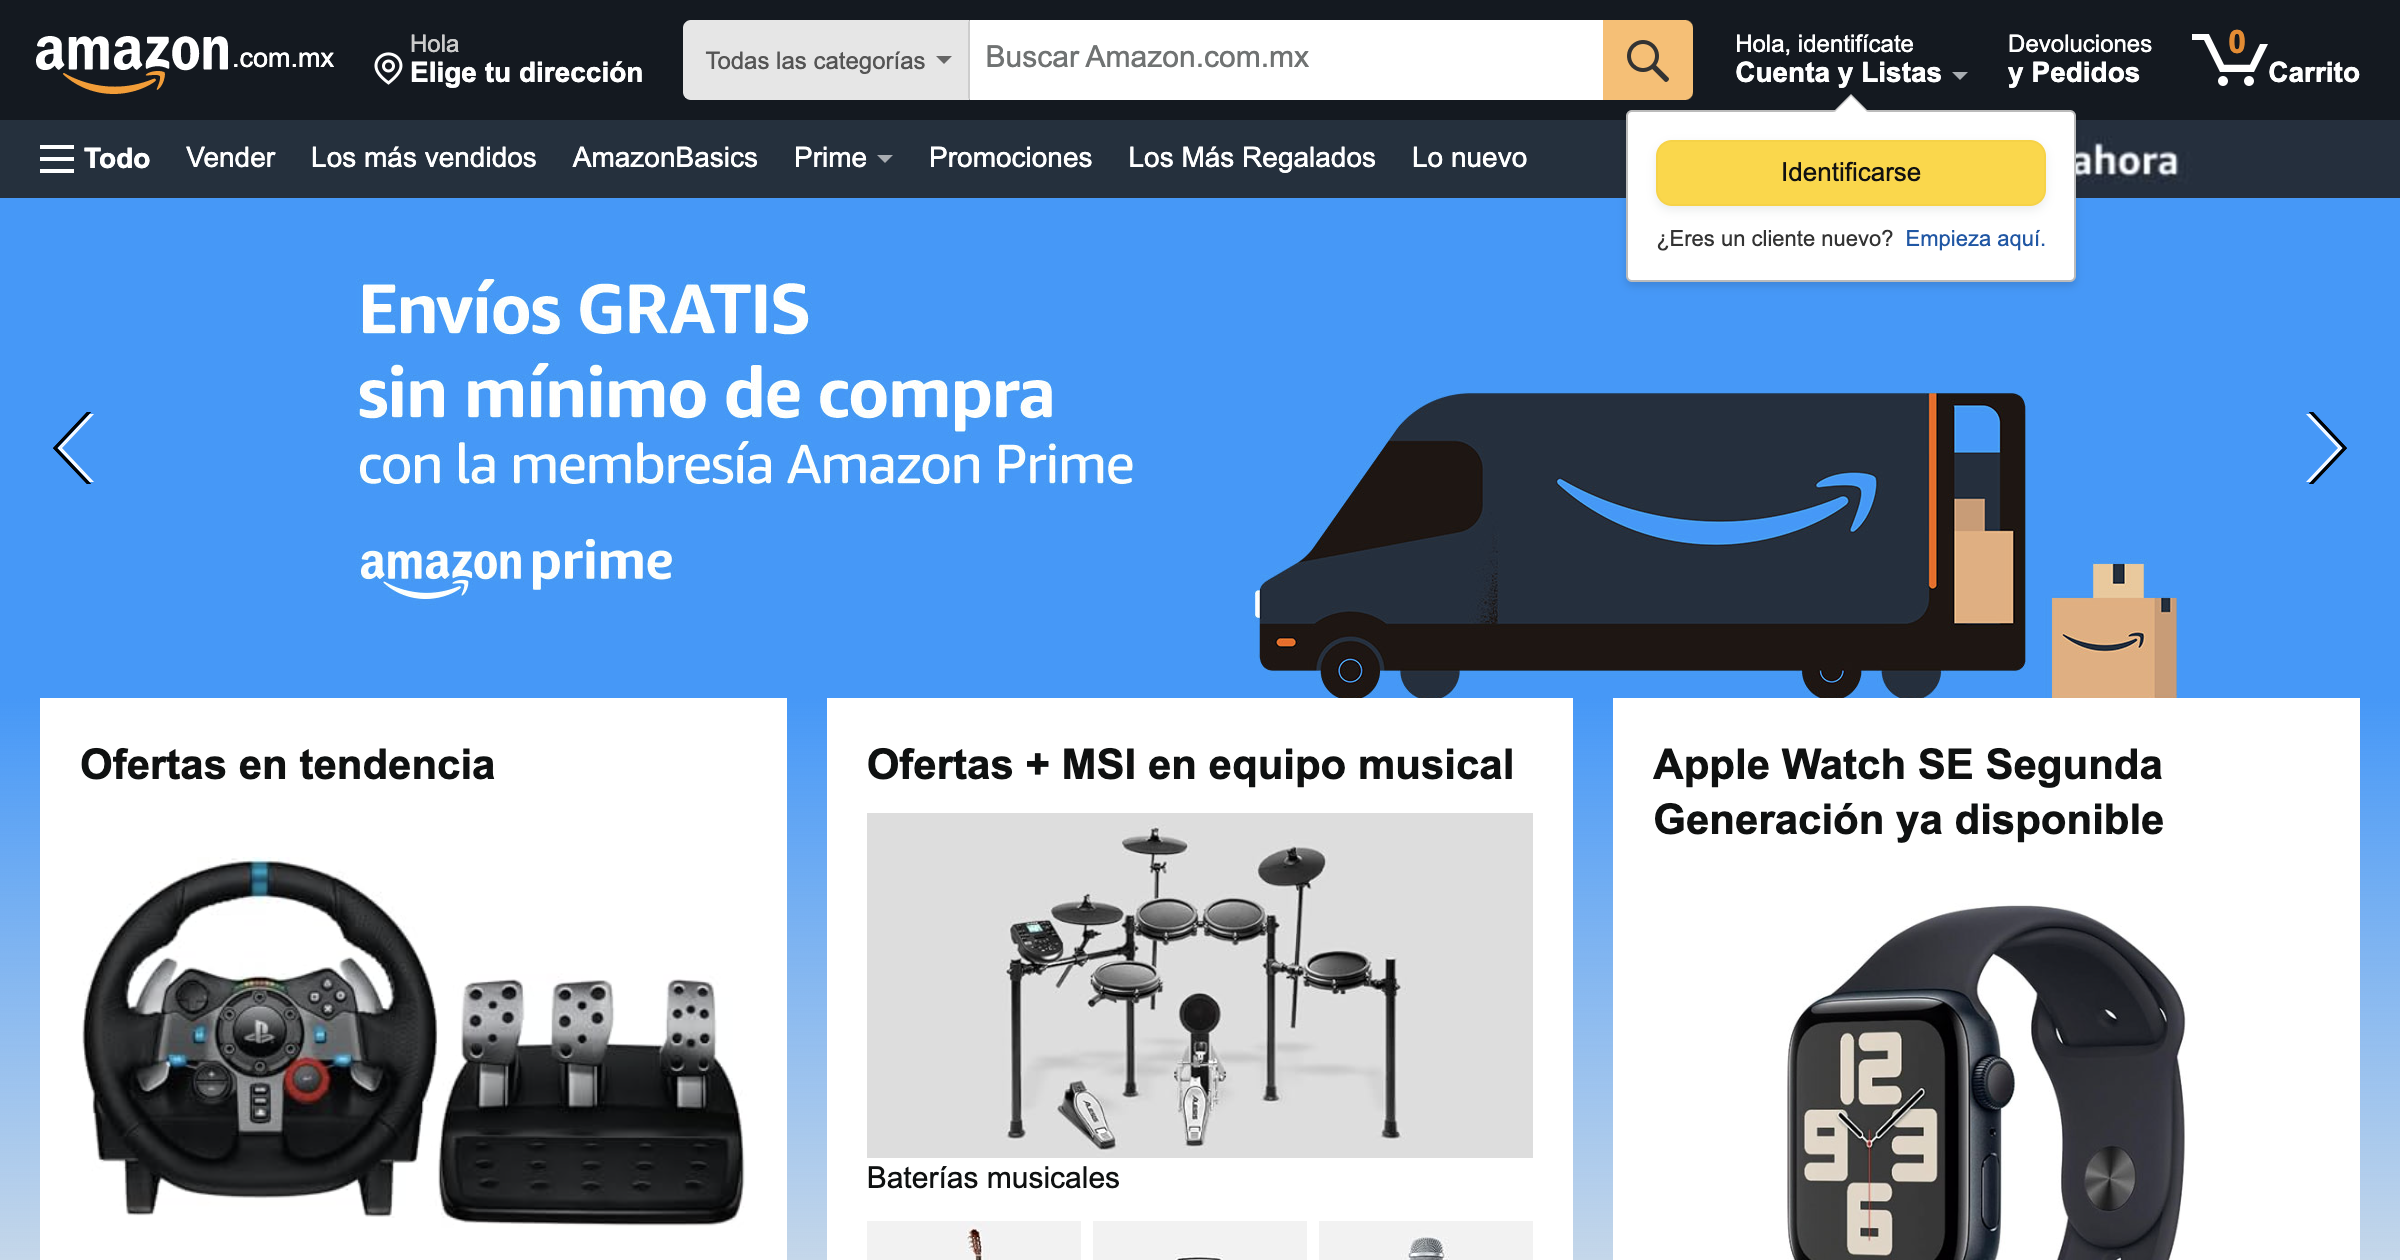 amazon.com.mx
Hola
Elige tu dirección
Todas las categorías
Buscar Amazon.com.mx
Hola, identifícate
Cuenta y Listas
Devoluciones
y Pedidos
0
Carrito
Todo
Vender
Los más vendidos
AmazonBasics
Prime
Promociones
Los Más Regalados
Lo nuevo
ahora
Identificarse
¿Eres un cliente nuevo? Empieza aquí.
Envíos GRATIS
sin mínimo de compra
con la membresía Amazon Prime
amazon prime
Ofertas en tendencia
Ofertas + MSI en equipo musical
ALESIS
ALESIS
Baterías musicales
Apple Watch SE Segunda
Generación ya disponible
12
9 3
6